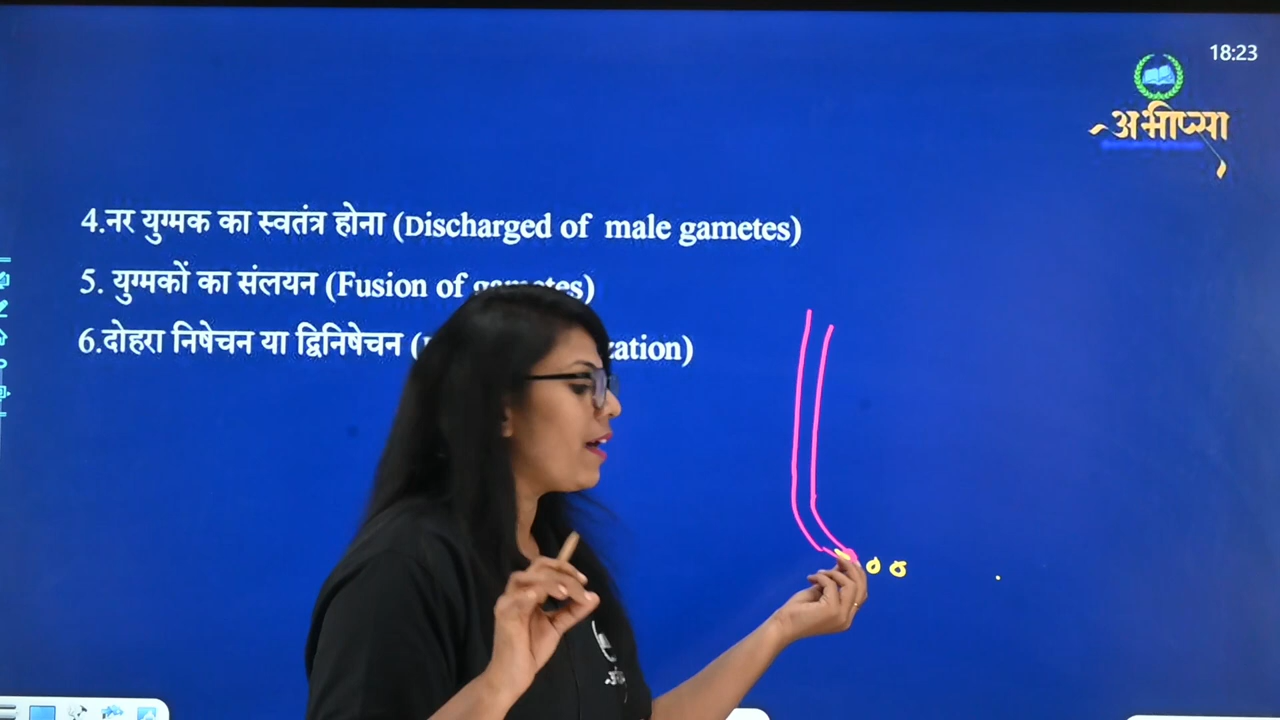 18:23
अभीप्सा
4.नर युग्मक का स्वतंत्र होना (Discharged of male gametes)
5. युग्मकों का संलयन (Fusion of gametes)
6.दोहरा निषेचन या द्विनिषेचन (